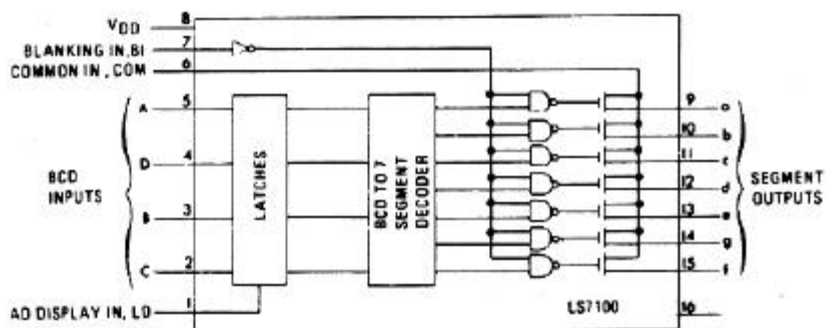 VDD 8
BLANKING IN, BI 7
COMMON IN, COM 6
A 5
D 4
B 3
C 2
BCD INPUTS
AD DISPLAY IN, LD 1
LATCHES
BCD TO 7 SEGMENT DECODER
9 a
10 b
11 c
12 d
13 e
14 g
15 f
16
SEGMENT OUTPUTS
LS7100